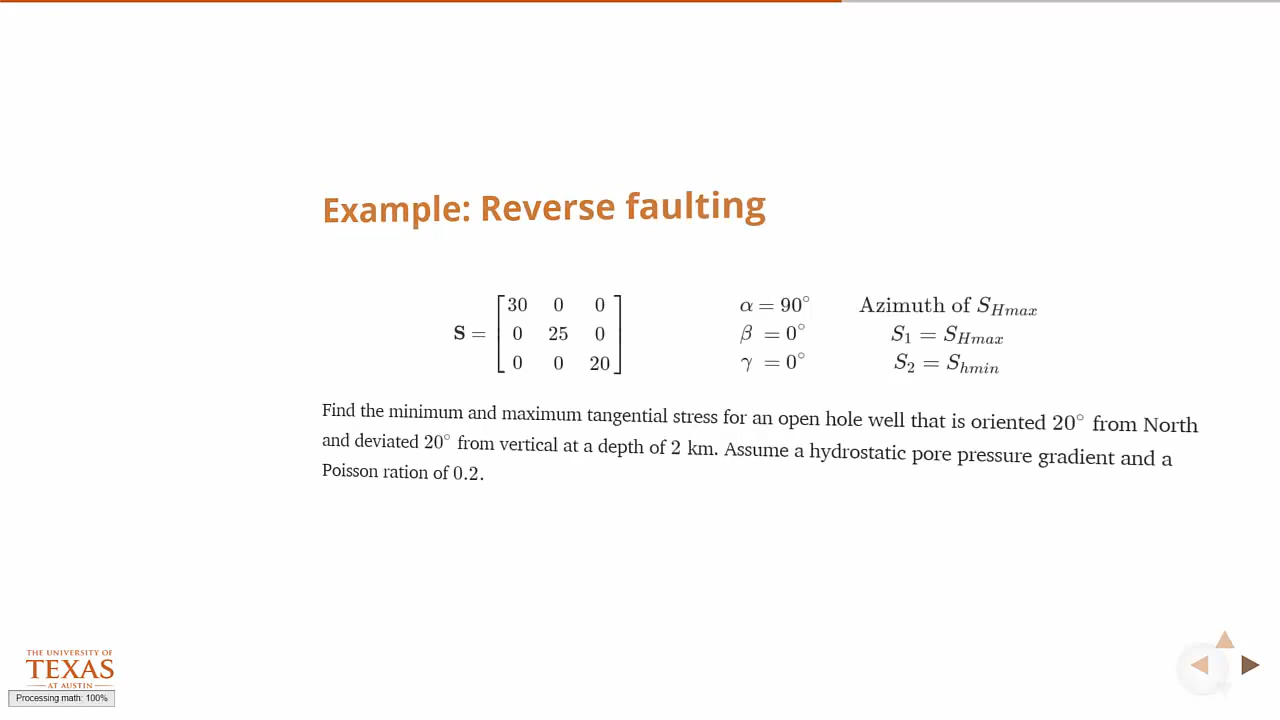 Example: Reverse faulting
S = [ 30 0 0 ]
[ 0 25 0 ]
[ 0 0 20 ]
α = 90° Azimuth of S_Hmax
β = 0° S_1 = S_Hmax
γ = 0° S_2 = S_hmin
Find the minimum and maximum tangential stress for an open hole well that is oriented 20° from North
and deviated 20° from vertical at a depth of 2 km. Assume a hydrostatic pore pressure gradient and a
Poisson ration of 0.2.
THE UNIVERSITY OF
TEXAS
AT AUSTIN
Processing math: 100%